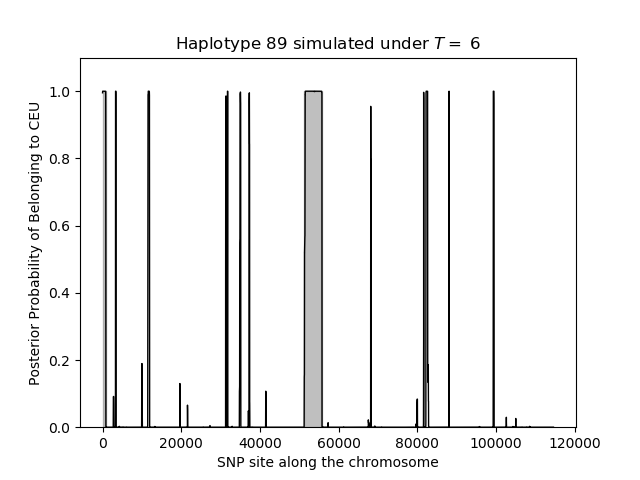 Haplotype 89 simulated under T = 6
Posterior Probability of Belonging to CEU
1.0
0.8
0.6
0.4
0.2
0.0
0 20000 40000 60000 80000 100000 120000
SNP site along the chromosome